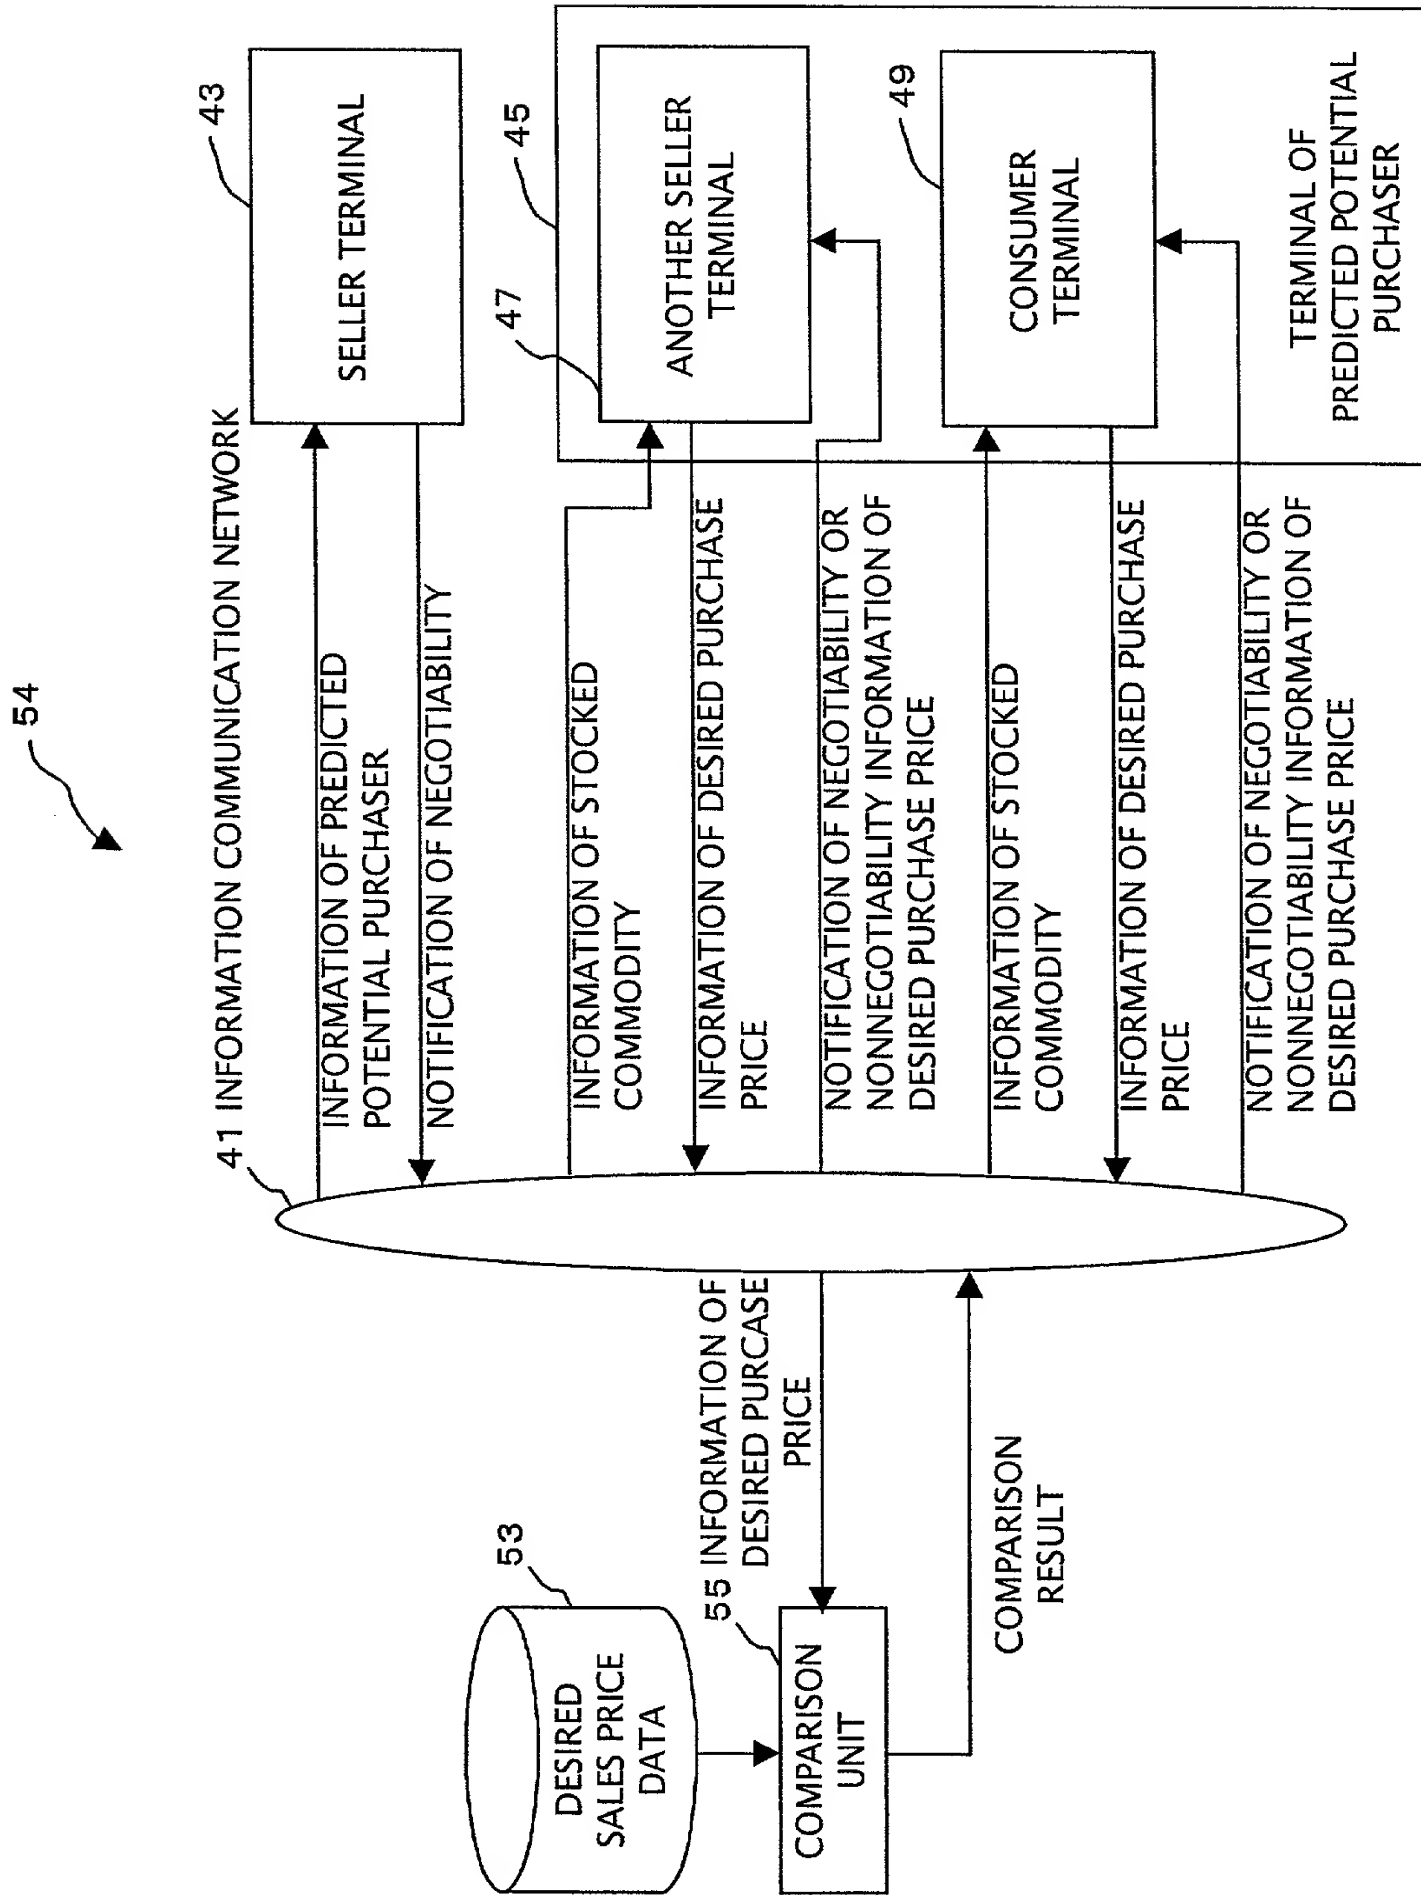 54
41 INFORMATION COMMUNICATION NETWORK
43
SELLER TERMINAL
INFORMATION OF PREDICTED
POTENTIAL PURCHASER
NOTIFICATION OF NEGOTIABILITY
45
47
ANOTHER SELLER
TERMINAL
INFORMATION OF STOCKED
COMMODITY
INFORMATION OF DESIRED PURCHASE
PRICE
NOTIFICATION OF NEGOTIABILITY OR
NONNEGOTIABILITY INFORMATION OF
DESIRED PURCHASE PRICE
49
CONSUMER
TERMINAL
INFORMATION OF STOCKED
COMMODITY
INFORMATION OF DESIRED PURCHASE
PRICE
NOTIFICATION OF NEGOTIABILITY OR
NONNEGOTIABILITY INFORMATION OF
DESIRED PURCHASE PRICE
TERMINAL OF
PREDICTED POTENTIAL
PURCHASER
53
DESIRED
SALES PRICE
DATA
55
COMPARISON
UNIT
INFORMATION OF
DESIRED PURCASE
PRICE
COMPARISON
RESULT